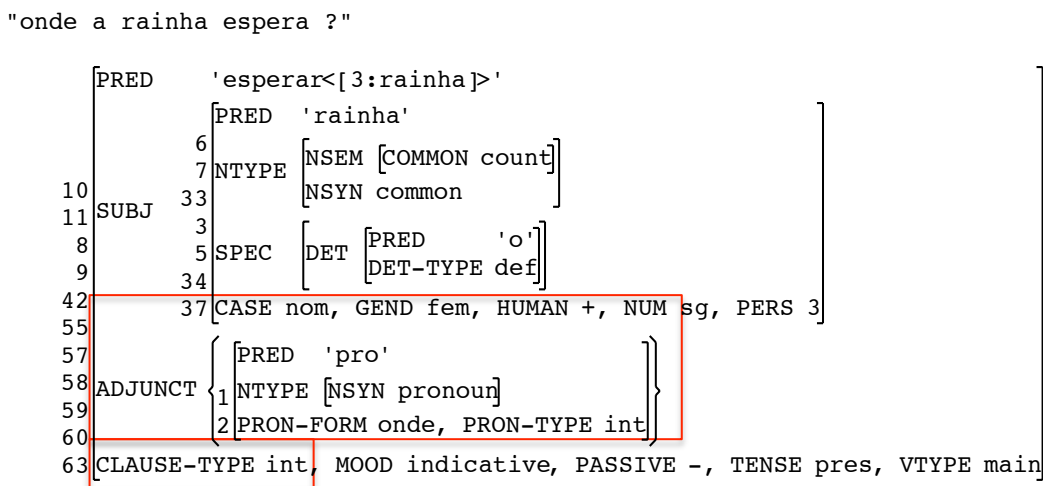 "onde a rainha espera ?"
PRED 'esperar<[3:rainha]>'
PRED 'rainha'
6
7 NTYPE NSEM [COMMON count]
NSYN common
10
11 SUBJ
33
3
8
5 SPEC DET PRED 'o'
DET-TYPE def
9
34
42
37 CASE nom, GEND fem, HUMAN +, NUM sg, PERS 3
55
57 PRED 'pro'
58 ADJUNCT { 1 NTYPE [NSYN pronoun] }
59
2 PRON-FORM onde, PRON-TYPE int
60
63 CLAUSE-TYPE int, MOOD indicative, PASSIVE -, TENSE pres, VTYPE main